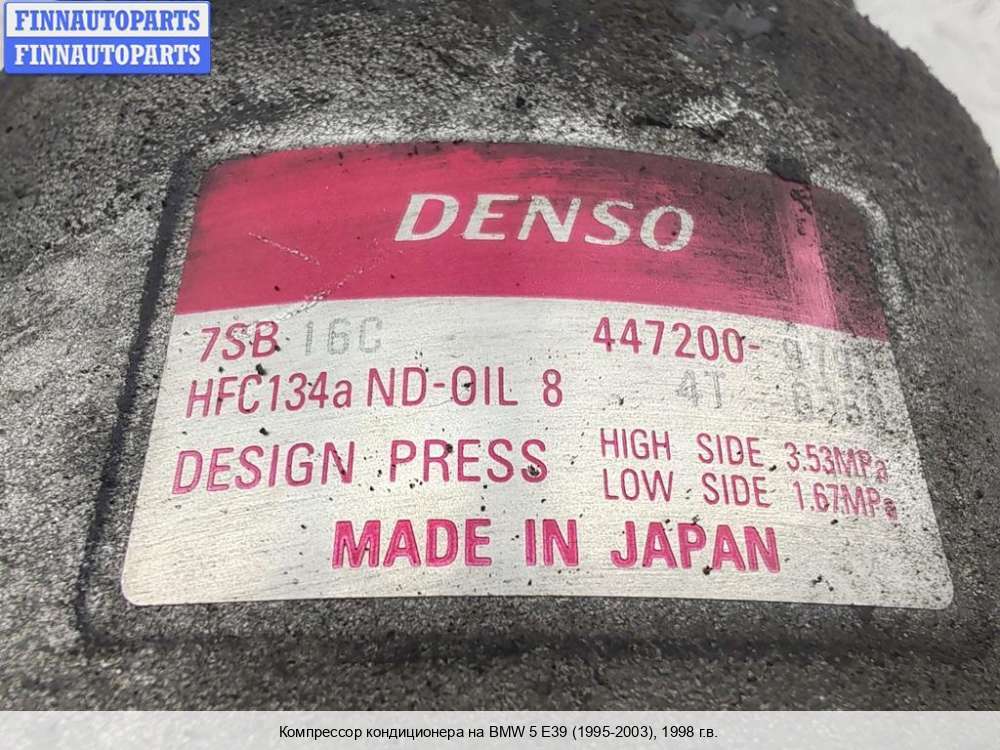 FINNAUTOPARTS
FINNAUTOPARTS
DENSO
7SB 16C 447200-
HFC134a ND-OIL 8 4T
DESIGN PRESS HIGH SIDE 3.53MPa
LOW SIDE 1.67MPa
MADE IN JAPAN
Компрессор кондиционера на BMW 5 E39 (1995-2003), 1998 г.в.